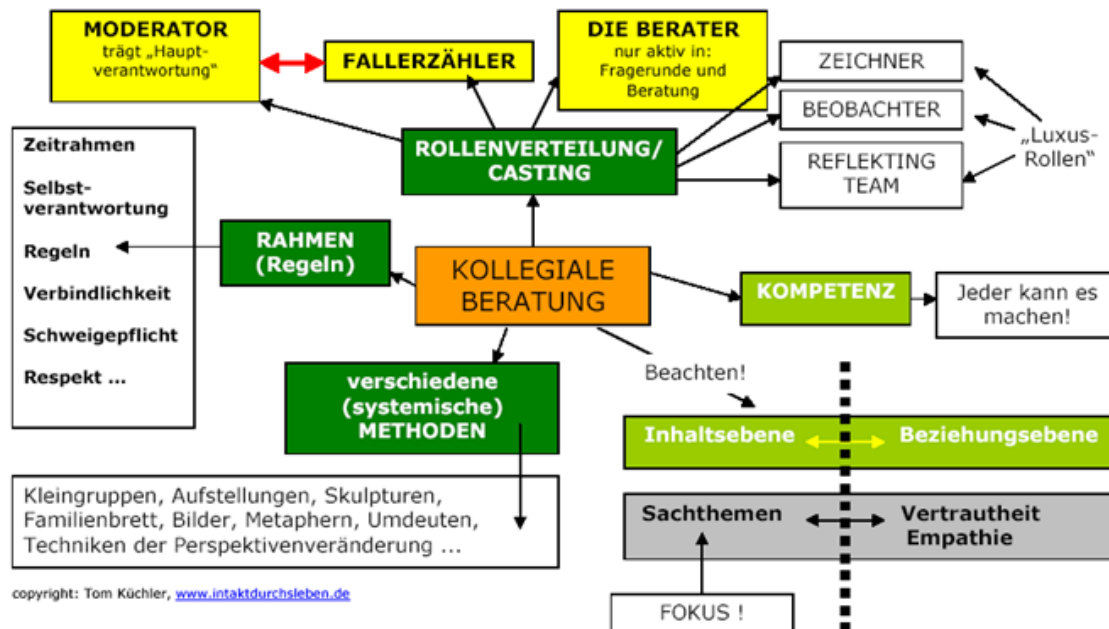 MODERATOR
trägt „Haupt-
verantwortung“
FALLERZÄHLER
DIE BERATER
nur aktiv in:
Fragerunde und
Beratung
ZEICHNER
BEOBACHTER
REFLEKTING
TEAM
„Luxus-
Rollen“
ROLLENVERTEILUNG/
CASTING
Zeitrahmen
Selbst-
verantwortung
Regeln
Verbindlichkeit
Schweigepflicht
Respekt ...
RAHMEN
(Regeln)
KOLLEGIALE
BERATUNG
KOMPETENZ
Jeder kann es
machen!
verschiedene
(systemische)
METHODEN
Beachten!
Inhaltsebene
Beziehungsebene
Kleingruppen, Aufstellungen, Skulpturen,
Familienbrett, Bilder, Metaphern, Umdeuten,
Techniken der Perspektivenveränderung ...
Sachthemen
Vertrautheit
Empathie
FOKUS !
copyright: Tom Küchler, www.intaktdurchsleben.de